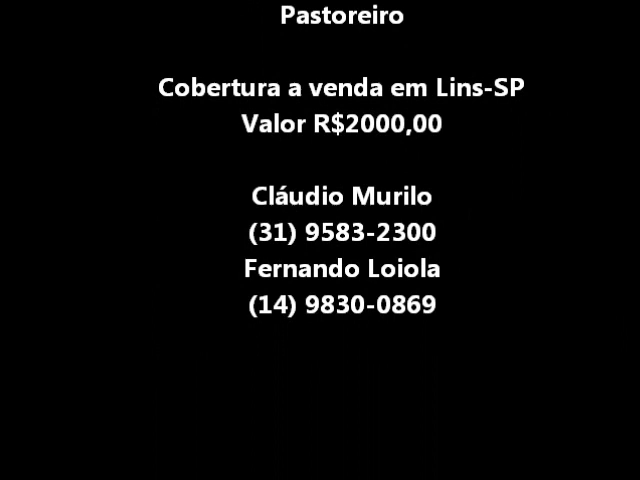 Pastoreiro
Cobertura a venda em Lins-SP
Valor R$2000,00
Cláudio Murilo
(31) 9583-2300
Fernando Loiola
(14) 9830-0869